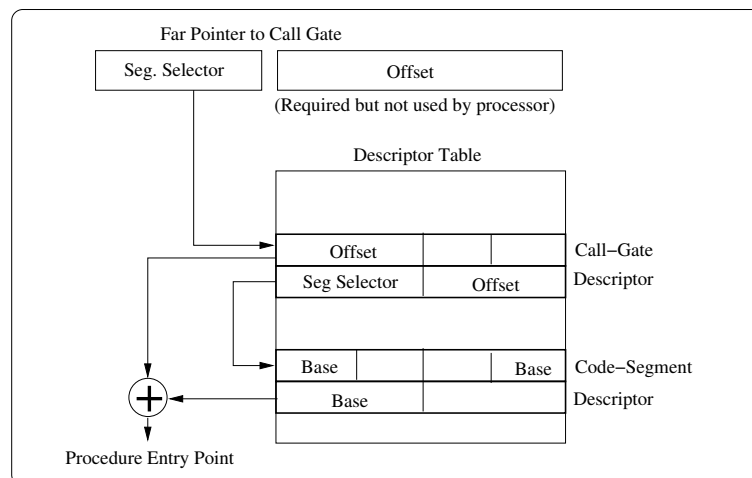 Far Pointer to Call Gate
Seg. Selector
Offset
(Required but not used by processor)
Descriptor Table
Offset
Call−Gate
Seg Selector
Offset
Descriptor
Base
Base
Code−Segment
Base
Descriptor
Procedure Entry Point